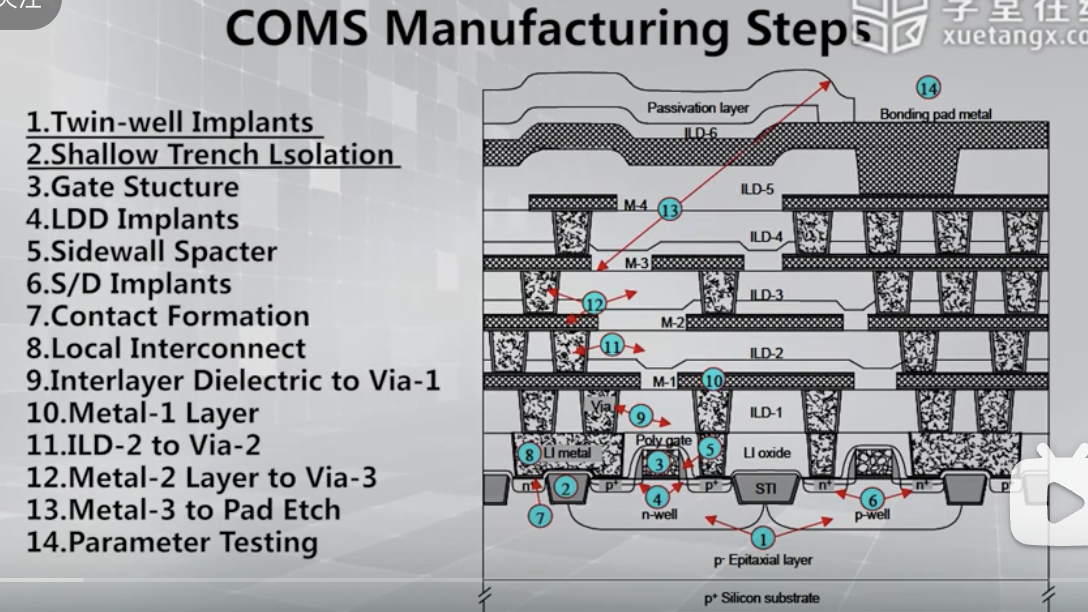 关注
学堂在线
xuetangx.co
COMS Manufacturing Steps
1.Twin-well Implants
2.Shallow Trench Lsolation
3.Gate Stucture
4.LDD Implants
5.Sidewall Spacter
6.S/D Implants
7.Contact Formation
8.Local Interconnect
9.Interlayer Dielectric to Via-1
10.Metal-1 Layer
11.ILD-2 to Via-2
12.Metal-2 Layer to Via-3
13.Metal-3 to Pad Etch
14.Parameter Testing
14
Passivation layer
Bonding pad metal
ILD-6
ILD-5
M-4
13
ILD-4
M-3
12
ILD-3
M-2
11
ILD-2
M-1
10
Via
9
ILD-1
Poly gate
8
LI metal
3
5
LI oxide
n+
2
p+
4
p+
STI
n+
6
n+
p
7
n-well
p-well
1
p- Epitaxial layer
p+ Silicon substrate